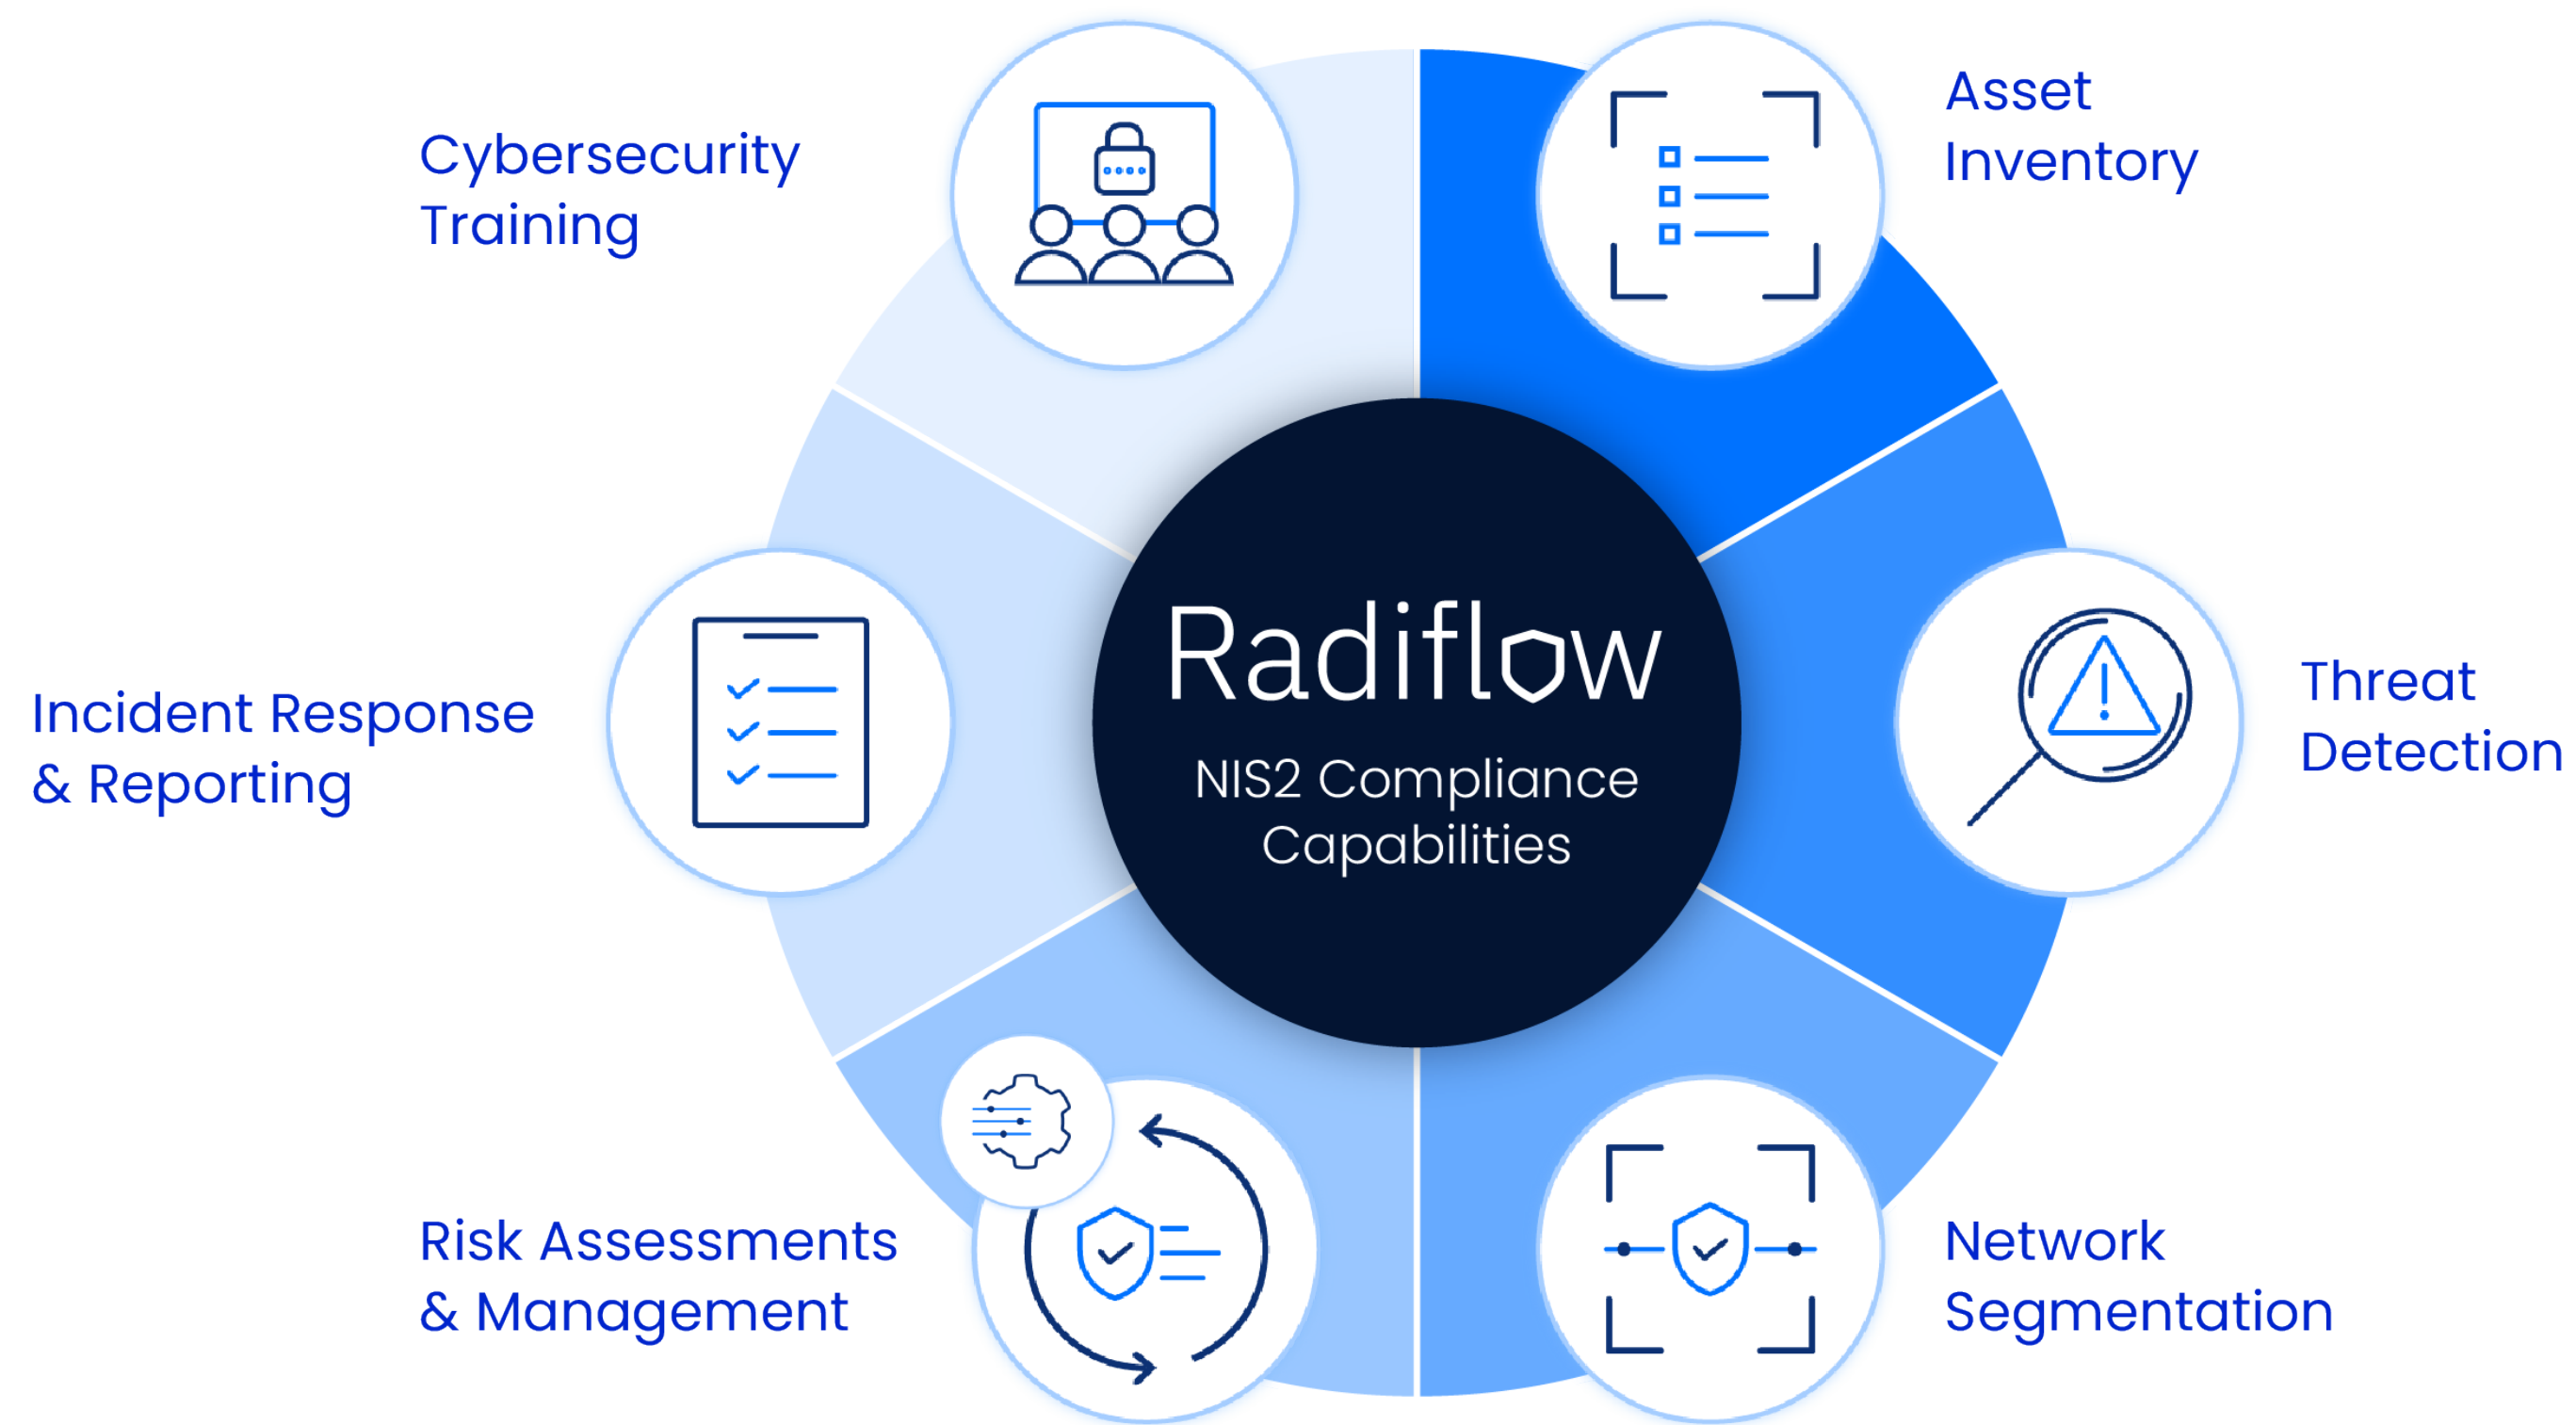 Cybersecurity
Training
Asset
Inventory
Incident Response
& Reporting
Radiflow
NIS2 Compliance
Capabilities
Threat
Detection
Risk Assessments
& Management
Network
Segmentation